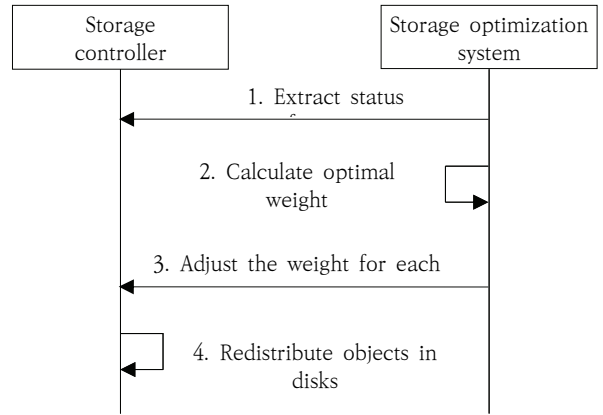 Storage
controller
Storage optimization
system
1. Extract status
2. Calculate optimal
weight
3. Adjust the weight for each
4. Redistribute objects in
disks